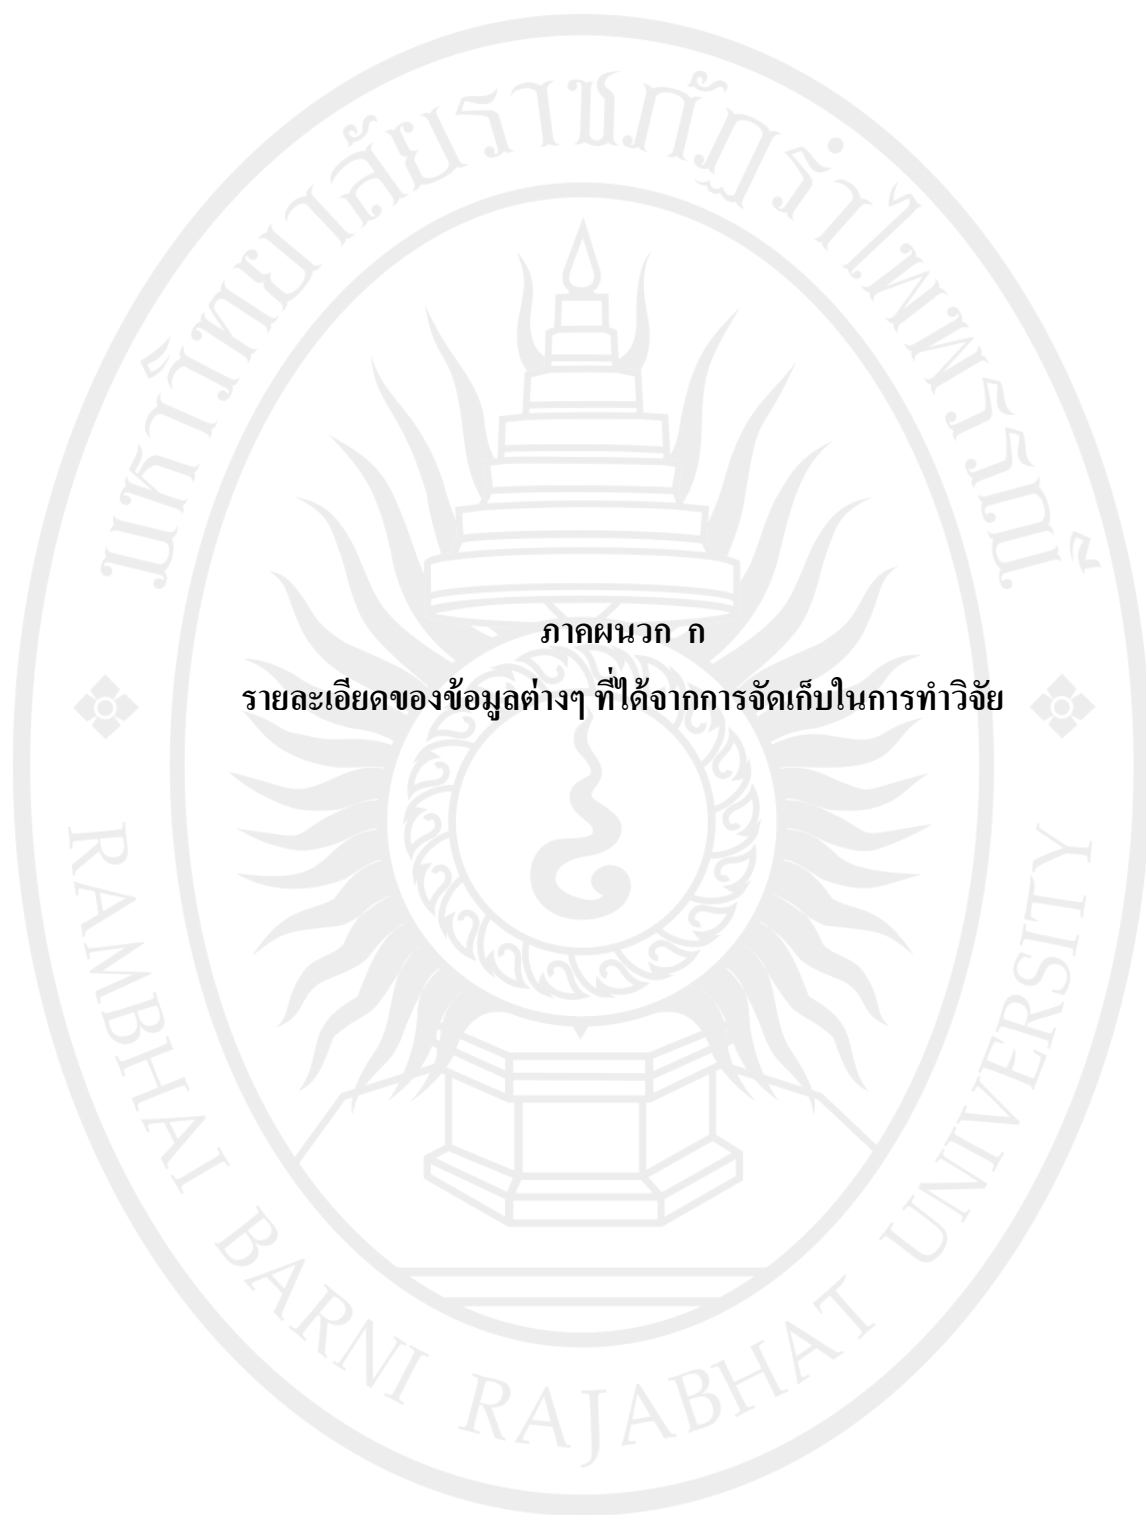 มหาวิทยาลัยราชภัฏรำไพพรรณี
ภาคผนวก ก
รายละเอียดของข้อมูลต่างๆ ที่ได้จากการจัดเก็บในการทำวิจัย
RAMBHAI BARNI RAJABHAT UNIVERSITY